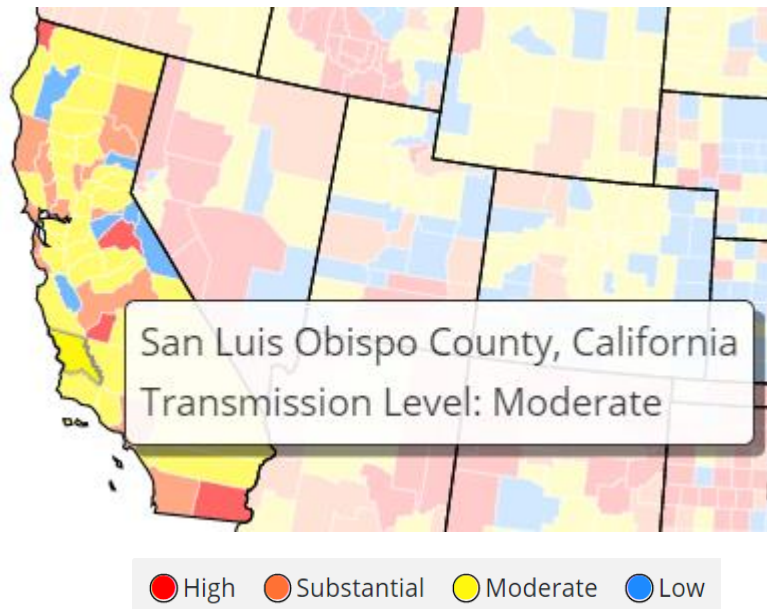 San Luis Obispo County, California
Transmission Level: Moderate
High Substantial Moderate Low